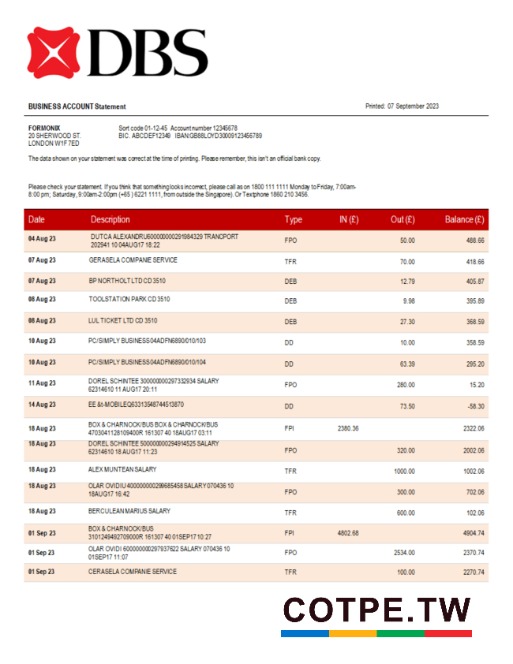 DBS
BUSINESS ACCOUNT Statement
Printed: 07 September 2023
FORMONIX
Sort code 01-12-45 Account number 12345678
20 SHERWOOD ST.
BIC. ABCDEF12349 IBANGB88LOYD30009123456789
LONDON W1F 7ED
The data shown on your statement was correct at the time of printing. Please remember, this isn't an official bank copy.
Please check your statement. If you think that something looks incorrect, please call as on 1800 111 1111 Monday to Friday, 7:00am-
8:00 pm; Saturday, 9:00am-2:00pm (+65 ) 6221 1111, from outside the Singapore). Or Textphone 1860 210 3456.
Date Description Type IN (£) Out (£) Balance (£)
04 Aug 23 DUTCA ALEXANDRU600000000291984329 TRANCPORT FPO 50.00 488.66
202941 10 04AUG17 18:22
07 Aug 23 GERASELA COMPANIE SERVICE TFR 70.00 418.66
07 Aug 23 BP NORTHOLT LTD CD 3510 DEB 12.79 405.87
08 Aug 23 TOOLSTATION PARK CD 3510 DEB 9.98 395.89
08 Aug 23 LUL TICKET LTD CD 3510 DEB 27.30 368.59
10 Aug 23 PC/SIMPLY BUSINESS04ADFN6890/010/103 DD 10.00 358.59
10 Aug 23 PC/SIMPLY BUSINESS04ADFN6890/010/104 DD 63.39 295.20
11 Aug 23 DOREL SCHINTEE 300000000297332634 SALARY FPO 280.00 15.20
62314610 11 AUG17 20:11
14 Aug 23 EE &t-MOBILEQ63313548744513870 DD 73.50 -58.30
18 Aug 23 BOX & CHARNOCK/BUS BOX & CHARNOCK/BUS FPI 2380.36 2322.06
4703041128109400R 161307 40 18AUG17 03:11
18 Aug 23 DOREL SCHINTEE 500000000294914525 SALARY FPO 320.00 2002.06
62314610 18 AUG17 11:23
18 Aug 23 ALEX MUNTEAN SALARY TFR 1000.00 1002.06
18 Aug 23 OLAR OVIDIU 400000000299685458 SALARY 070436 10 FPO 300.00 702.06
18AUG17 16:42
18 Aug 23 BERCULEAN MARIUS SALARY TFR 600.00 102.06
01 Sep 23 BOX & CHARNOCK/BUS FPI 4802.68 4904.74
3101249492709000R 161307 40 01SEP17 10:27
01 Sep 23 OLAR OVIDI 600000000297937622 SALARY 070436 10 FPO 2534.00 2370.74
01SEP17 11:07
01 Sep 23 CERASELA COMPANIE SERVICE TFR 100.00 2270.74
COTPE.TW